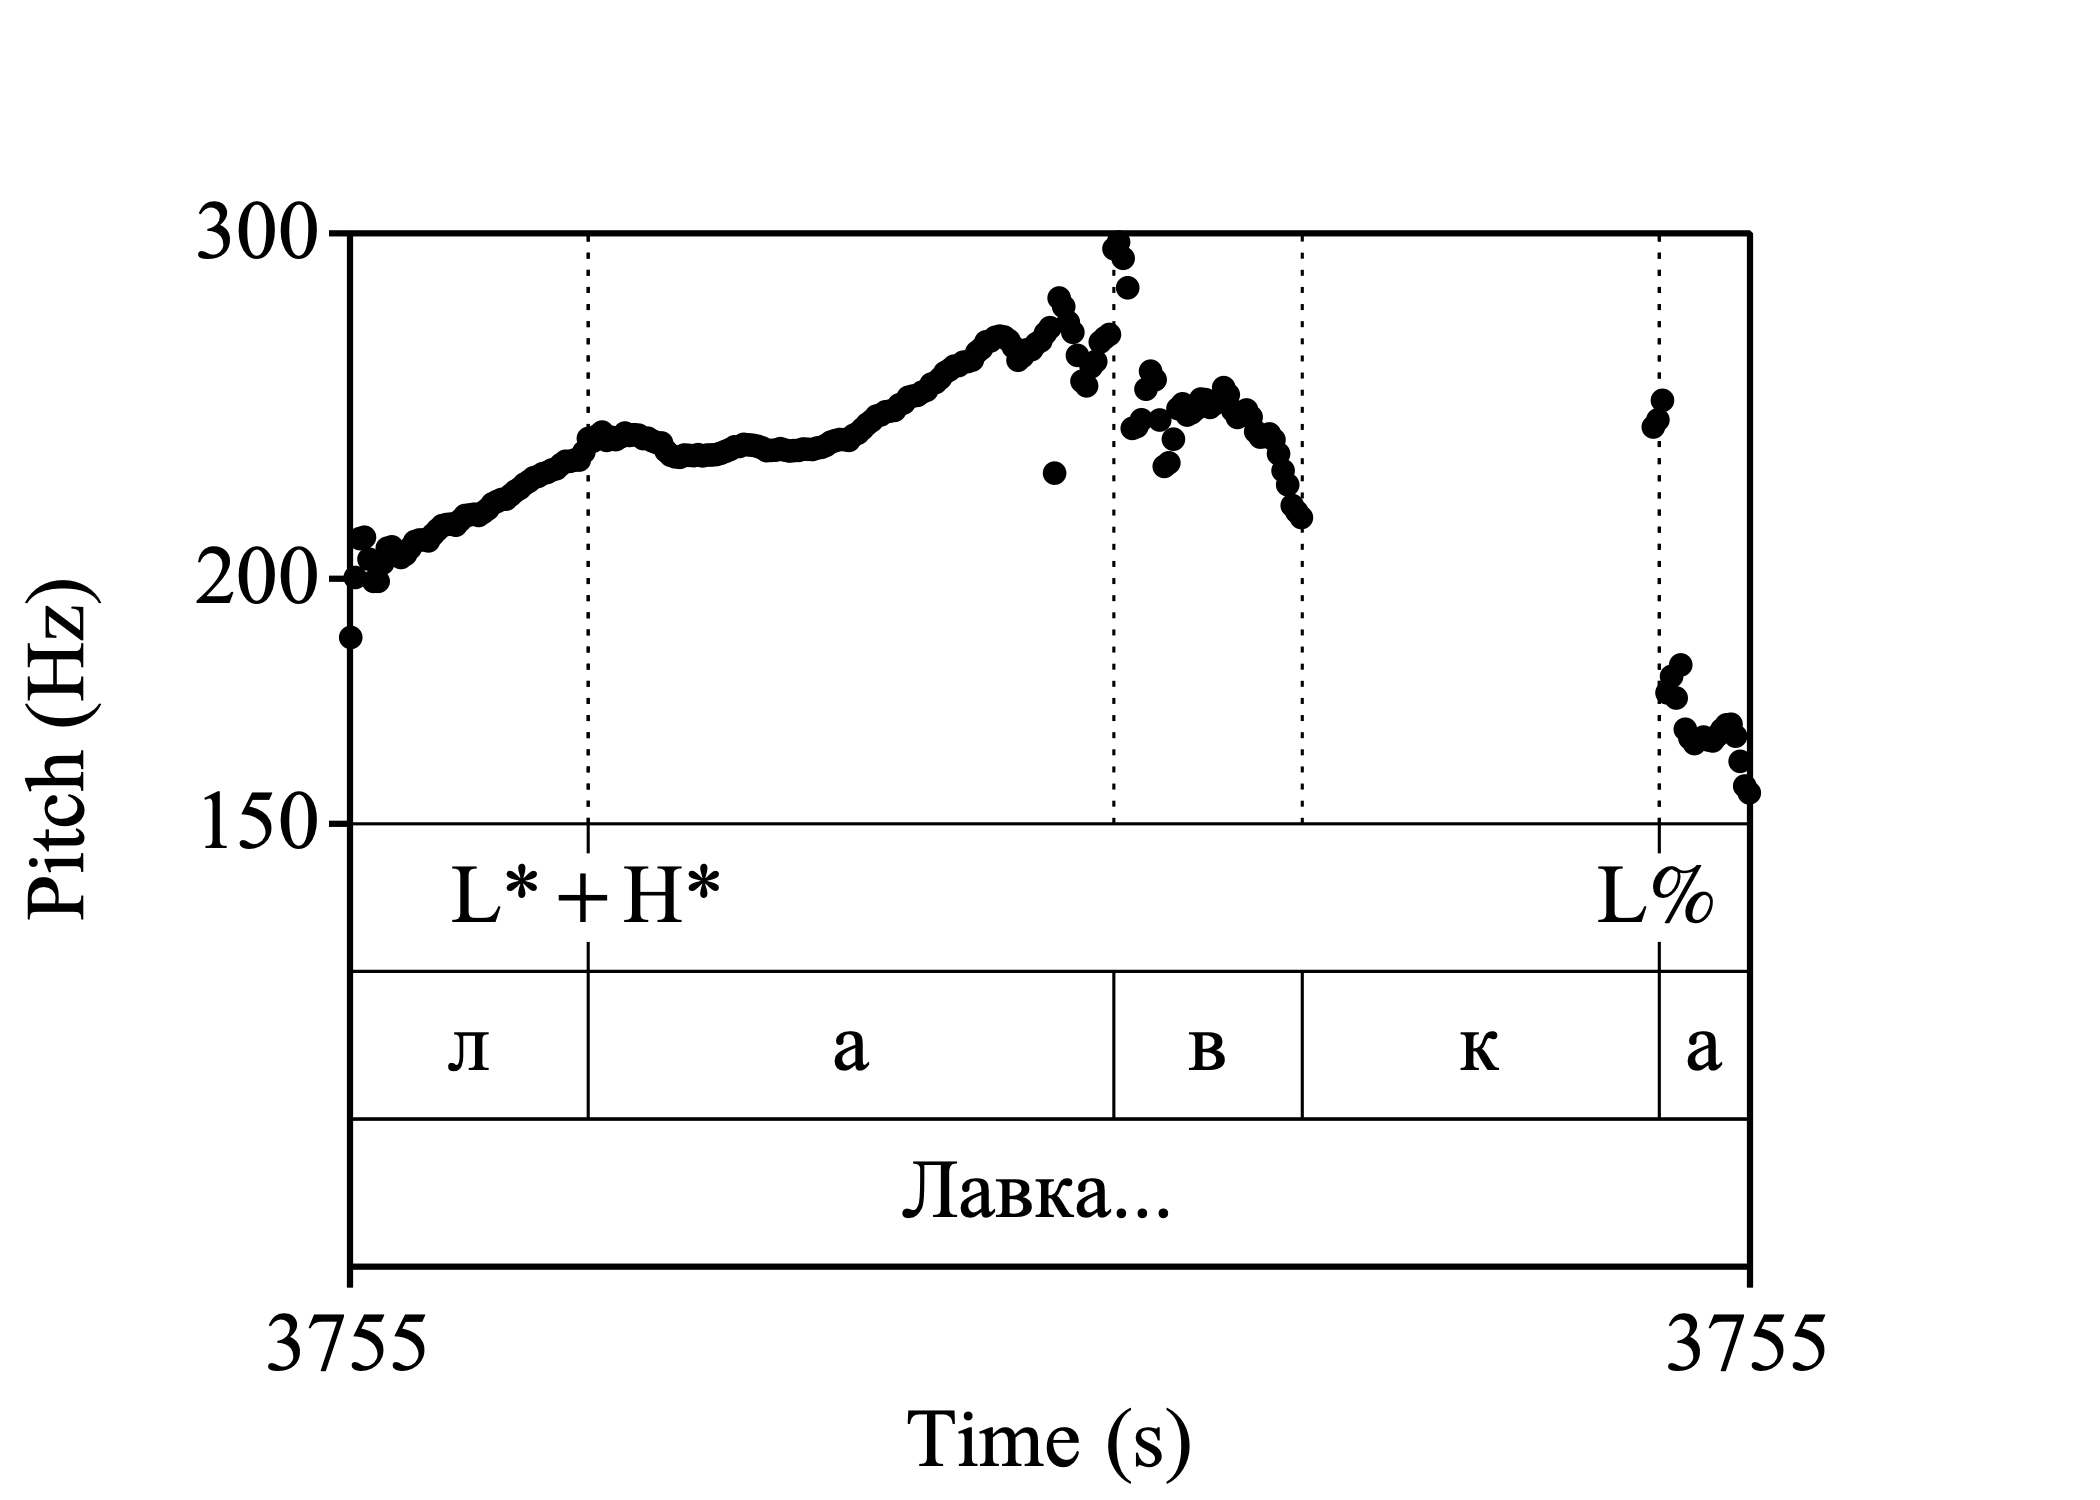 300
200
150
Pitch (Hz)
L*+H* L%
л а в к а
Лавка...
3755 3755
Time (s)